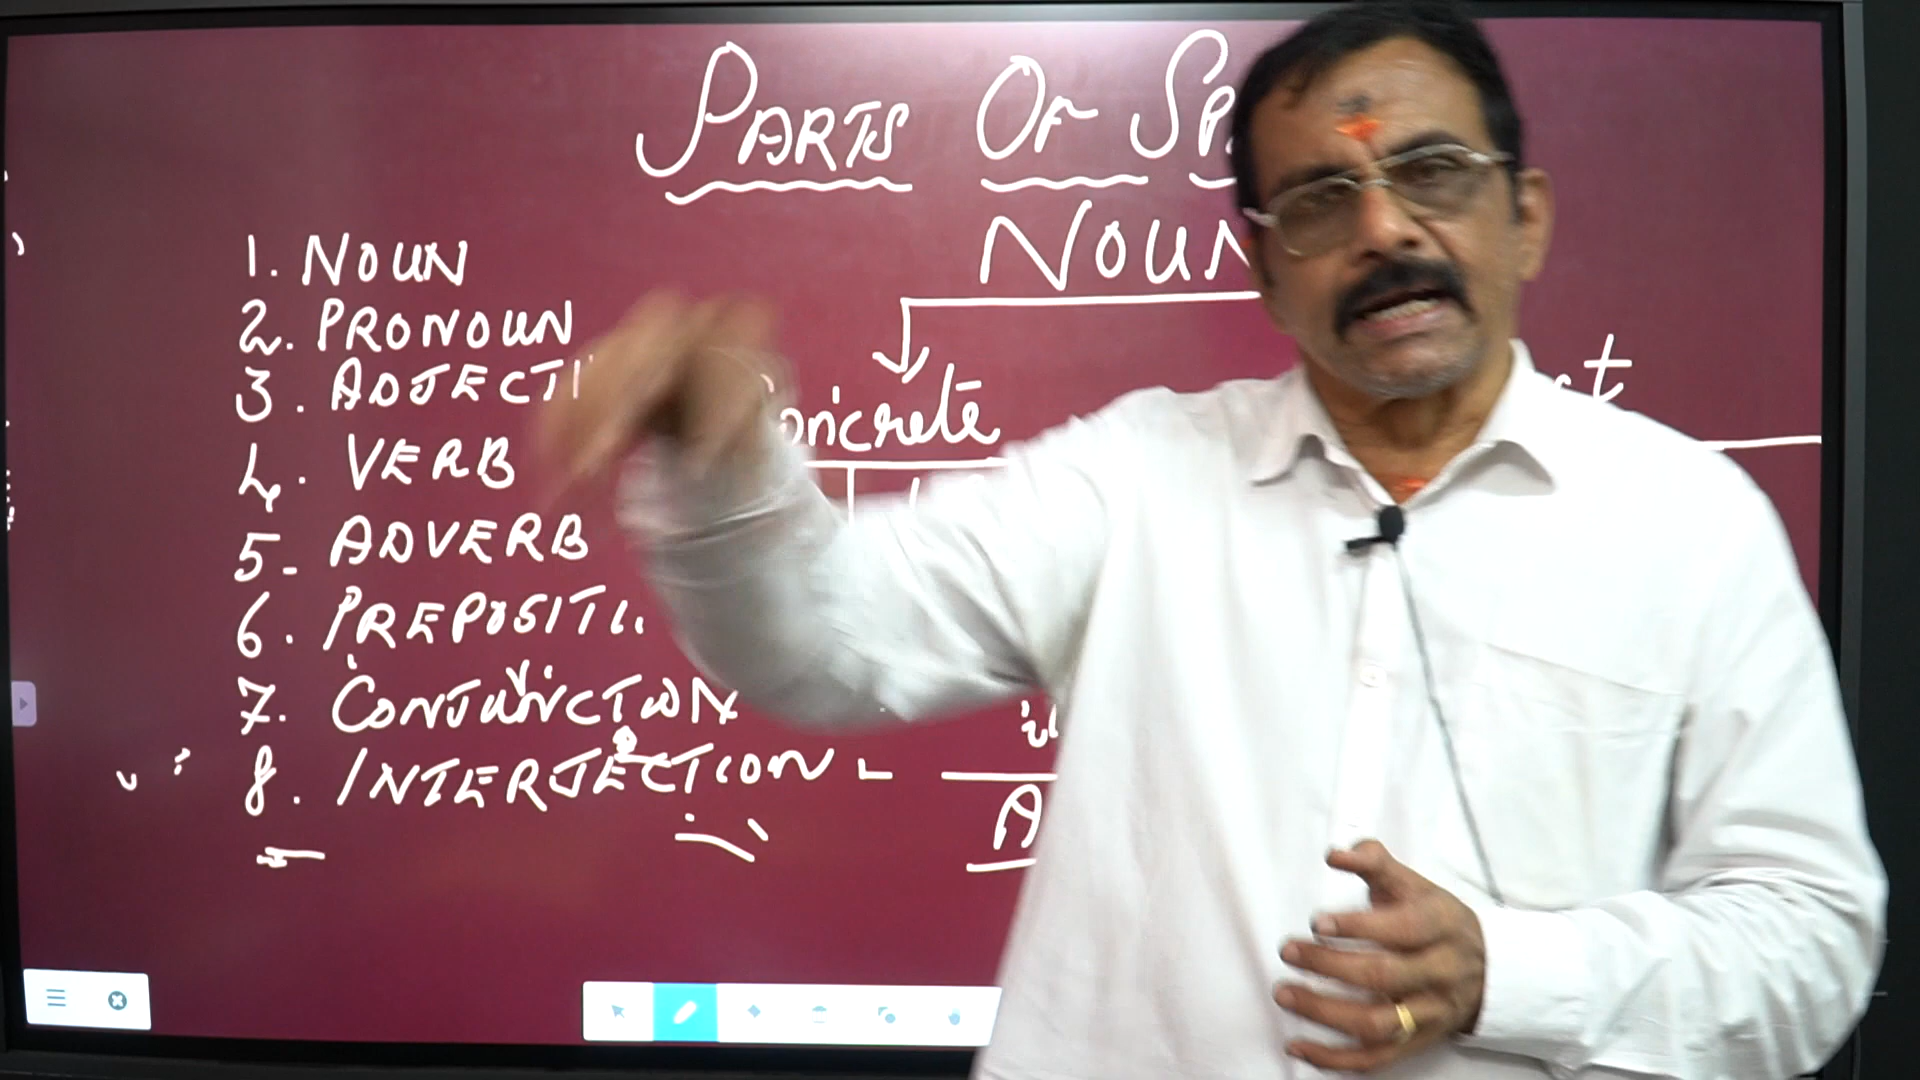 PARTS OF SP
NOUN
1. NOUN
2. PRONOUN
3. ADJECTI
4. VERB
5- ADVERB
6. PREPOSITI
7. CONJUNCTION
8. INTERJECTION
oncrete
ct
A